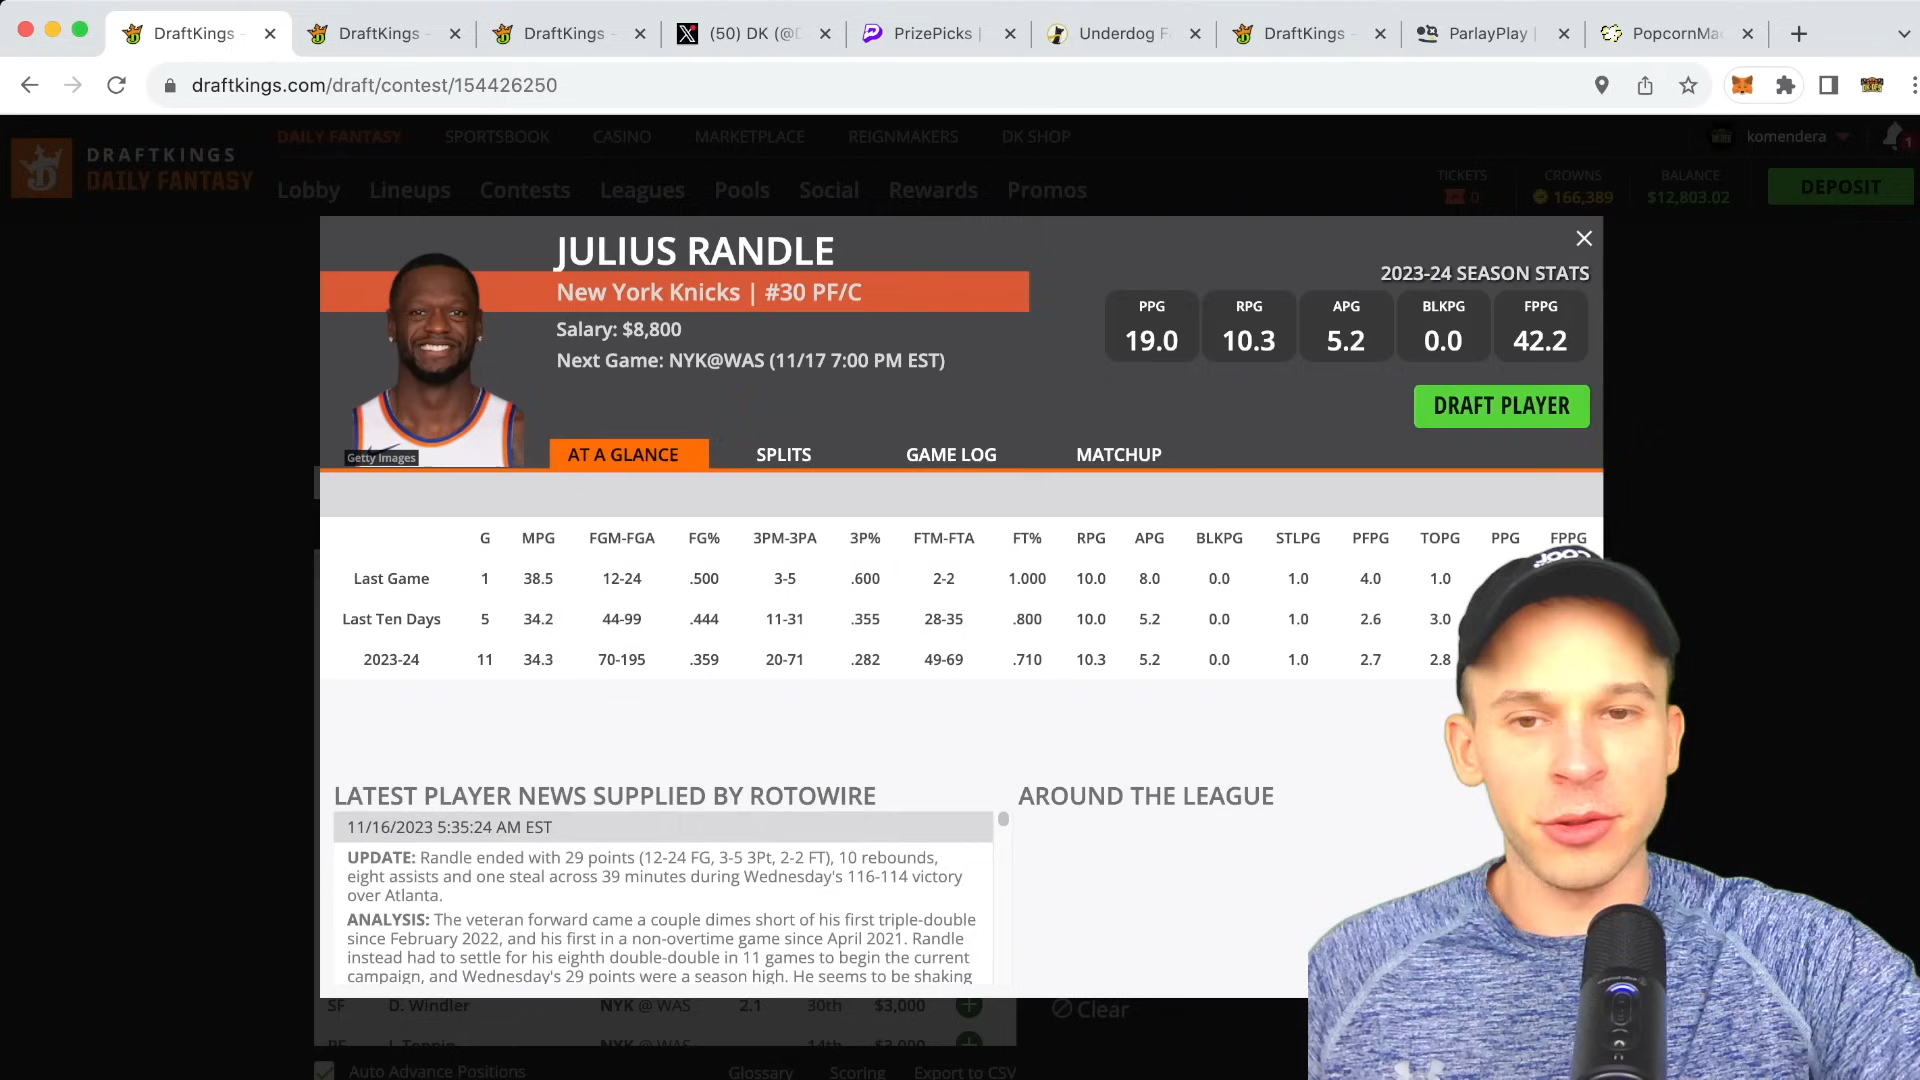 DraftKings -
DraftKings -
DraftKings -
(50) DK (@D
PrizePicks |
Underdog F
DraftKings -
ParlayPlay |
PopcornMa
draftkings.com/draft/contest/154426250
DRAFTKINGS
DAILY FANTASY
DAILY FANTASY
SPORTSBOOK
CASINO
MARKETPLACE
REIGNMAKERS
DK SHOP
komendera
1
Lobby
Lineups
Contests
Leagues
Pools
Social
Rewards
Promos
TICKETS
0
CROWNS
166,389
BALANCE
$12,803.02
DEPOSIT
JULIUS RANDLE
New York Knicks | #30 PF/C
Salary: $8,800
Next Game: NYK@WAS (11/17 7:00 PM EST)
Getty Images
2023-24 SEASON STATS
PPG RPG APG BLKPG FPPG
19.0 10.3 5.2 0.0 42.2
DRAFT PLAYER
AT A GLANCE SPLITS GAME LOG MATCHUP
G MPG FGM-FGA FG% 3PM-3PA 3P% FTM-FTA FT% RPG APG BLKPG STLPG PFPG TOPG PPG FPPG
Last Game 1 38.5 12-24 .500 3-5 .600 2-2 1.000 10.0 8.0 0.0 1.0 4.0 1.0
Last Ten Days 5 34.2 44-99 .444 11-31 .355 28-35 .800 10.0 5.2 0.0 1.0 2.6 3.0
2023-24 11 34.3 70-195 .359 20-71 .282 49-69 .710 10.3 5.2 0.0 1.0 2.7 2.8
LATEST PLAYER NEWS SUPPLIED BY ROTOWIRE
AROUND THE LEAGUE
11/16/2023 5:35:24 AM EST
UPDATE: Randle ended with 29 points (12-24 FG, 3-5 3Pt, 2-2 FT), 10 rebounds,
eight assists and one steal across 39 minutes during Wednesday's 116-114 victory
over Atlanta.
ANALYSIS: The veteran forward came a couple dimes short of his first triple-double
since February 2022, and his first in a non-overtime game since April 2021. Randle
instead had to settle for his eighth double-double in 11 games to begin the current
campaign, and Wednesday's 29 points were a season high. He seems to be shaking
SF D. Windler NYK @ WAS 2.1 30th $3,000
Clear
NYK @ WAS 14th $3,000
Auto Advance Positions
Glossary Scoring Export to CSV